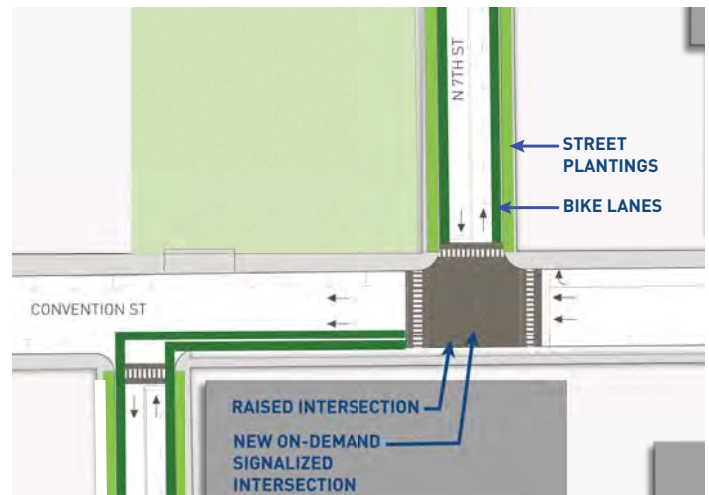 N 7TH ST
STREET
PLANTINGS
BIKE LANES
CONVENTION ST
RAISED INTERSECTION
NEW ON-DEMAND
SIGNALIZED
INTERSECTION